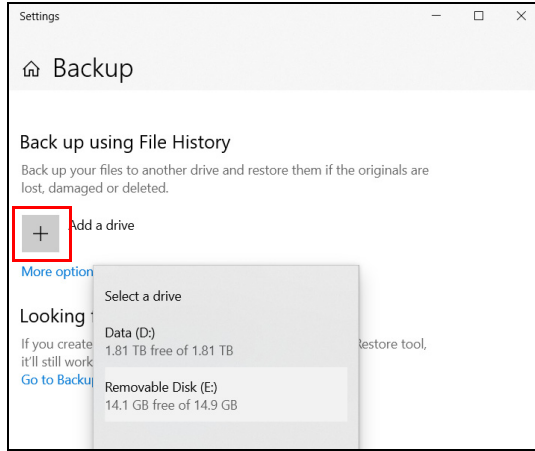 Settings
Backup
Back up using File History
Back up your files to another drive and restore them if the originals are
lost, damaged or deleted.
Add a drive
More option
Select a drive
Looking
Data (D:)
If you create
1.81 TB free of 1.81 TB
Restore tool,
it'll still work
Go to Backu
Removable Disk (E:)
14.1 GB free of 14.9 GB